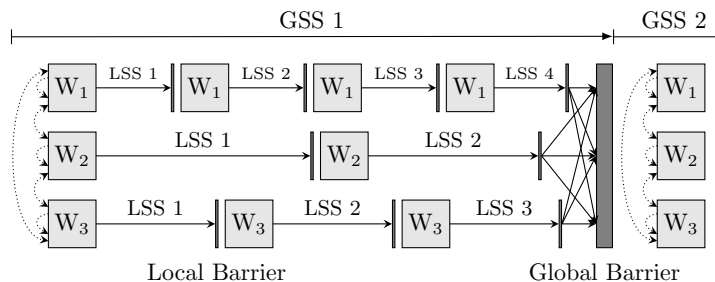 GSS 1 GSS 2
W1 LSS 1 W1 LSS 2 W1 LSS 3 W1 LSS 4 W1
W2 LSS 1 W2 LSS 2 W2
W3 LSS 1 W3 LSS 2 W3 LSS 3 W3
Local Barrier Global Barrier